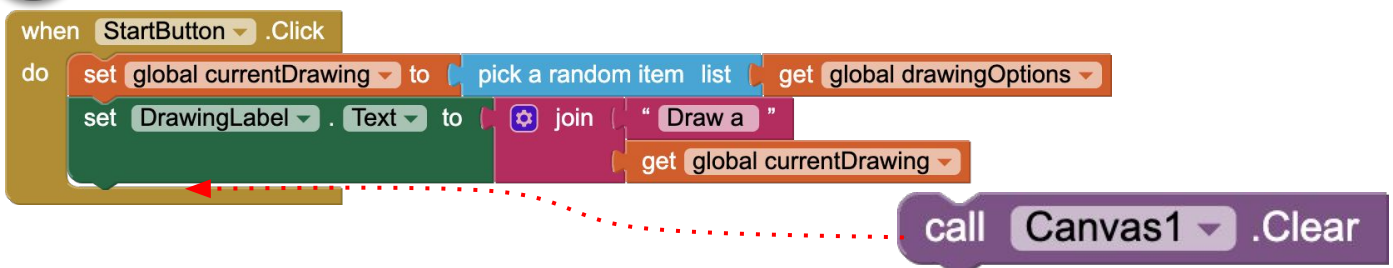 when StartButton .Click
do set global currentDrawing to pick a random item list get global drawingOptions
set DrawingLabel . Text to join “ Draw a ”
get global currentDrawing
call Canvas1 .Clear